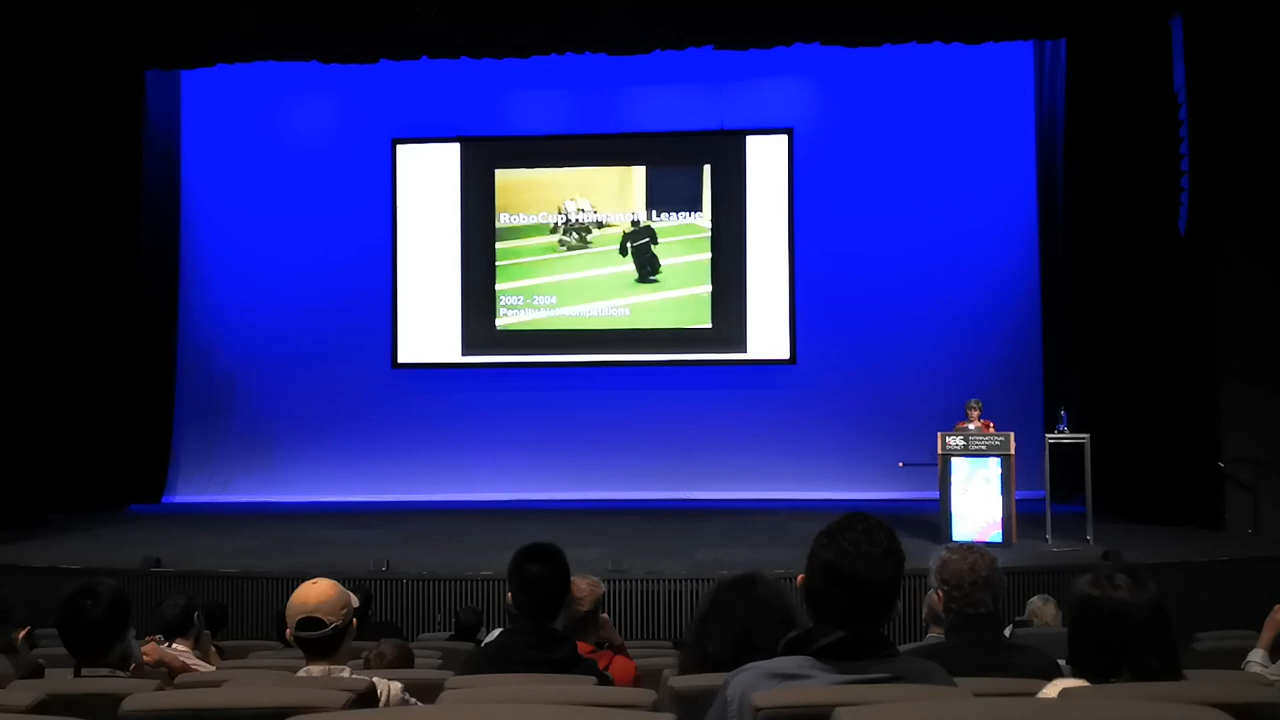 RoboCup Humanoid League
2002 - 2004
Penalty kick competitions
ICC SYDNEY
INTERNATIONAL
CONVENTION
CENTRE